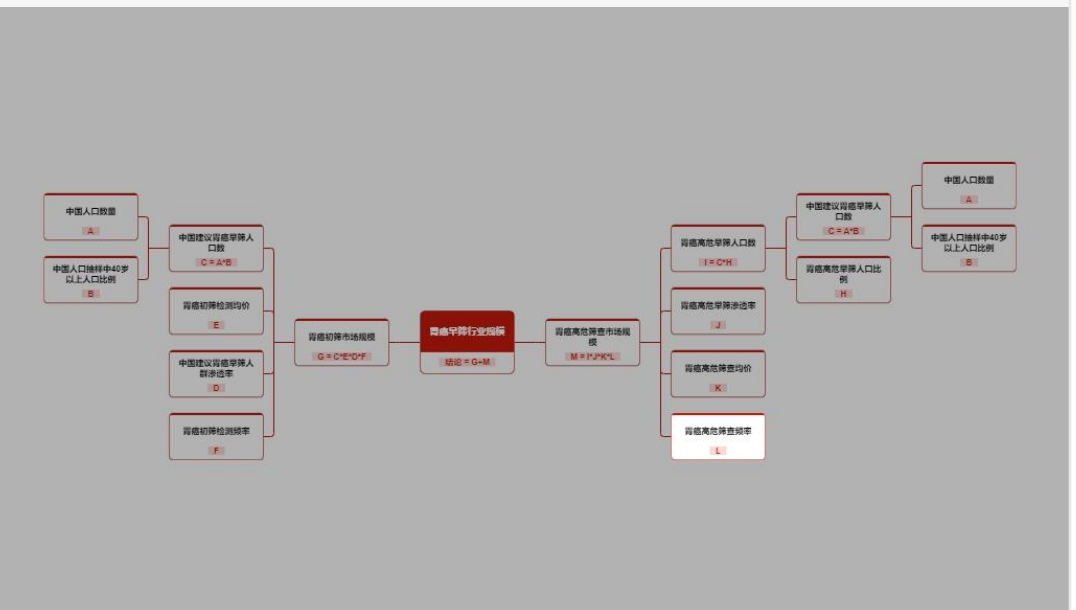 中国人口数量
A
中国人口抽样中40岁
以上人口比例
B
中国建议胃癌早筛人
口数
C = A*B
胃癌初筛检测均价
E
中国建议胃癌早筛人
群渗透率
D
胃癌初筛检测频率
F
胃癌初筛市场规模
G = C*E*D*F
胃癌早筛行业规模
结论 = G+M
胃癌高危筛查市场规
模
M = I*J*K*L
胃癌高危早筛人口数
I = C*H
胃癌高危早筛渗透率
J
胃癌高危筛查均价
K
胃癌高危筛查频率
L
中国建议胃癌早筛人
口数
C = A*B
胃癌高危早筛人口比
例
H
中国人口数量
A
中国人口抽样中40岁
以上人口比例
B